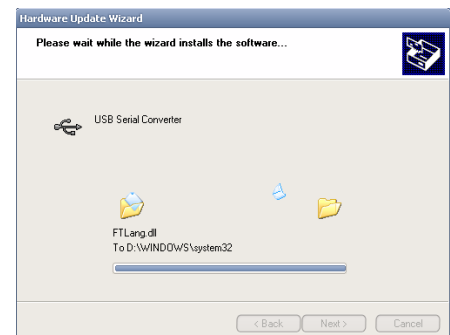 Hardware Update Wizard
Please wait while the wizard installs the software...
USB Serial Converter
FTLang.dll
To D:\WINDOWS\system32
< Back
Next >
Cancel